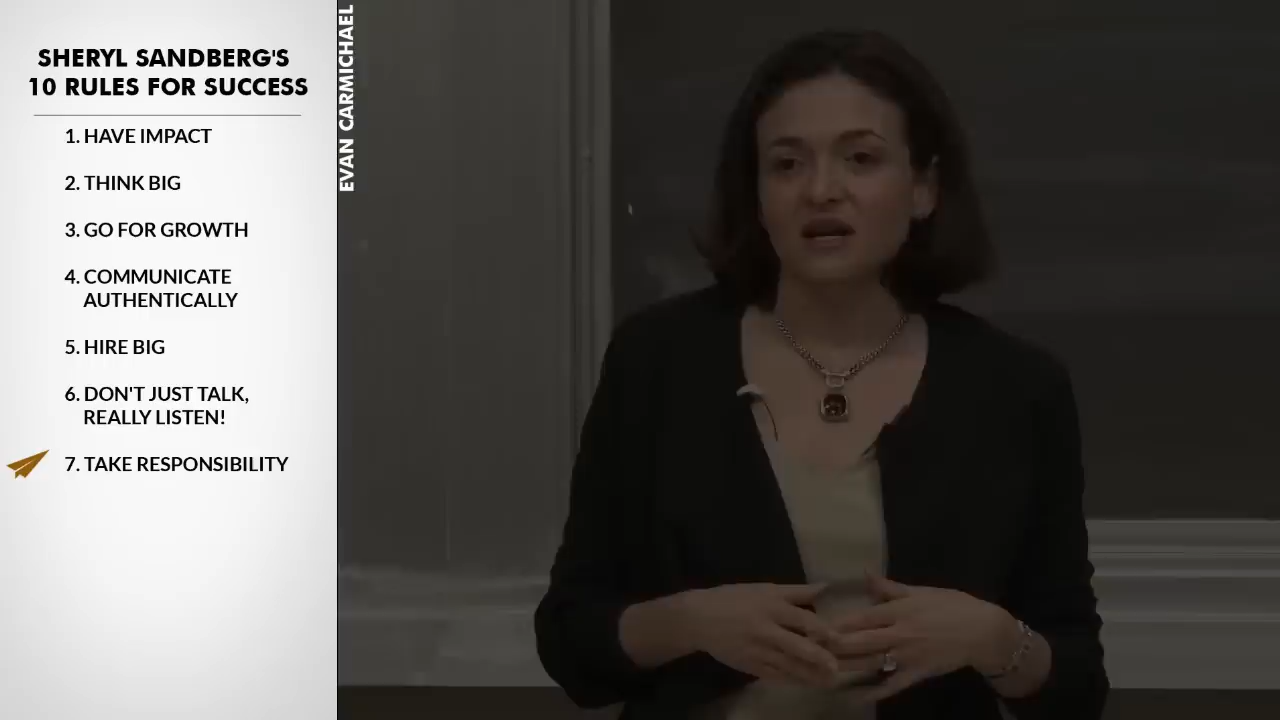 SHERYL SANDBERG'S
10 RULES FOR SUCCESS
1. HAVE IMPACT
2. THINK BIG
3. GO FOR GROWTH
4. COMMUNICATE
AUTHENTICALLY
5. HIRE BIG
6. DON'T JUST TALK,
REALLY LISTEN!
7. TAKE RESPONSIBILITY
EVAN CARMICHAEL